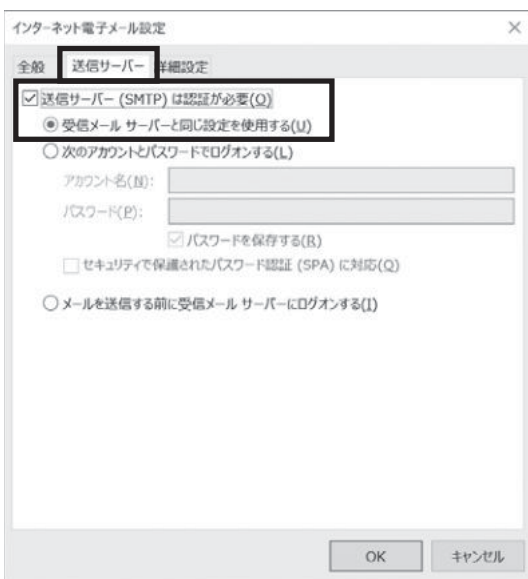 インターネット電子メール設定
全般 送信サーバー 詳細設定
送信サーバー (SMTP) は認証が必要(O)
受信メール サーバーと同じ設定を使用する(U)
次のアカウントとパスワードでログオンする(L)
アカウント名(N):
パスワード(P):
パスワードを保存する(R)
セキュリティで保護されたパスワード認証 (SPA) に対応(Q)
メールを送信する前に受信メール サーバーにログオンする(I)
OK キャンセル